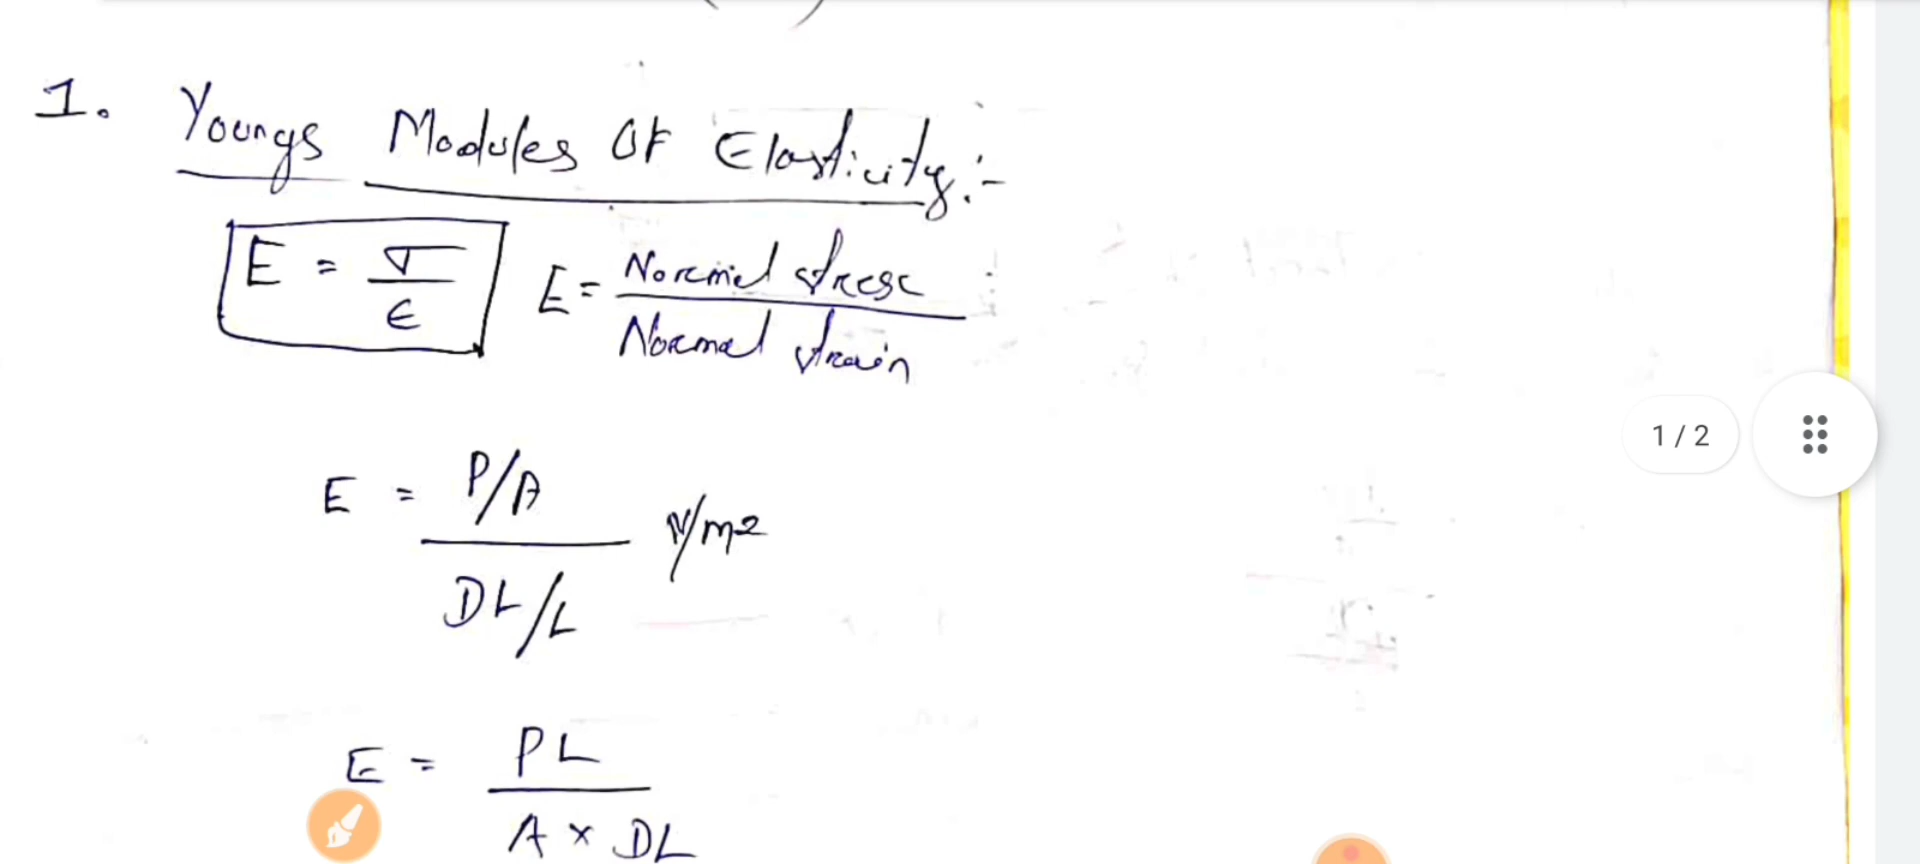 1. Youngs Modules Of Elasticity:-
E = σ/ϵ E = Normal stress / Normal strain
E = P/A / DL/L N/m2
1 / 2
E = PL / A × DL